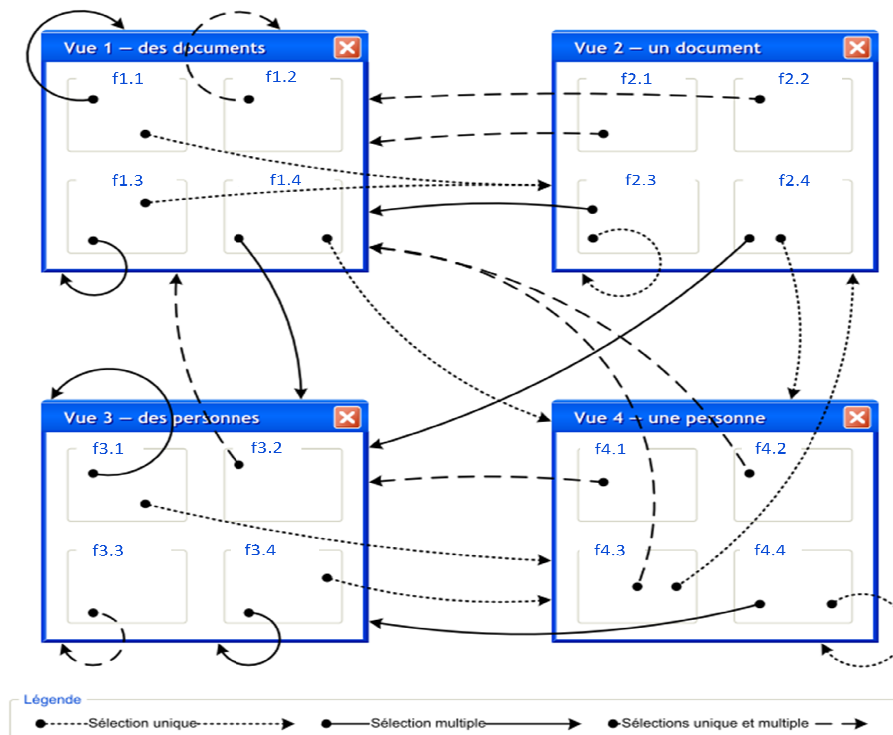 Vue 1 – des documents
f1.1
f1.2
f1.3
f1.4
Vue 2 – un document
f2.1
f2.2
f2.3
f2.4
Vue 3 – des personnes
f3.1
f3.2
f3.3
f3.4
Vue 4 – une personne
f4.1
f4.2
f4.3
f4.4
Légende
Sélection unique
Sélection multiple
Sélections unique et multiple